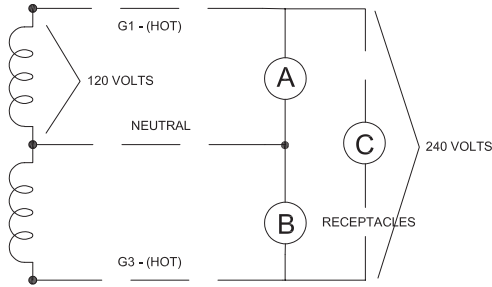 G1 - (HOT)
A
120 VOLTS
NEUTRAL
C
240 VOLTS
B
RECEPTACLES
G3 - (HOT)